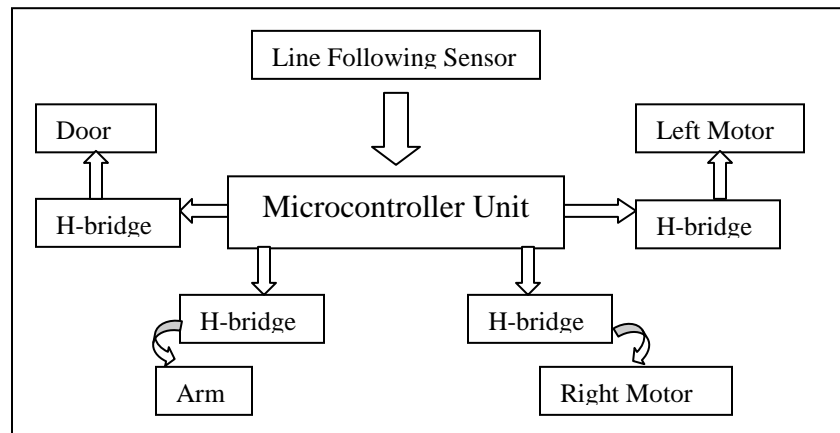 Line Following Sensor
Door
Left Motor
Microcontroller Unit
H-bridge
H-bridge
H-bridge
H-bridge
Arm
Right Motor